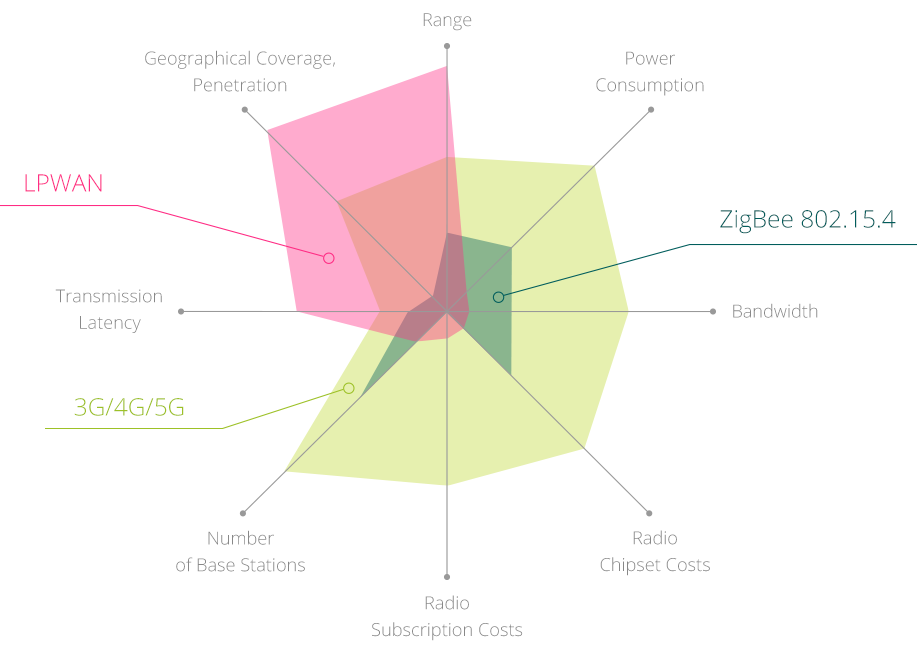 Range
Geographical Coverage,
Penetration
Power
Consumption
LPWAN
ZigBee 802.15.4
Transmission
Latency
Bandwidth
3G/4G/5G
Number
of Base Stations
Radio
Chipset Costs
Radio
Subscription Costs